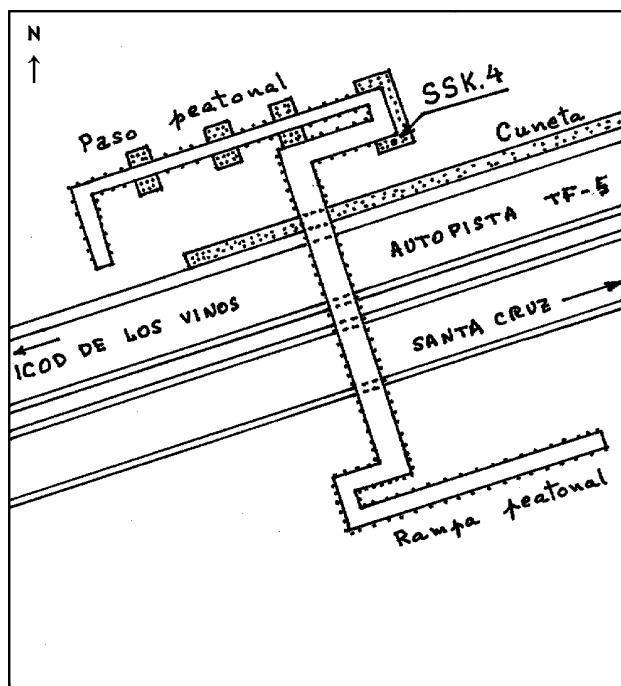 N
Paso peatonal
SSK.4
Cuneta
AUTOPISTA TF-5
ICOD DE LOS VINOS
SANTA CRUZ
Rampa peatonal